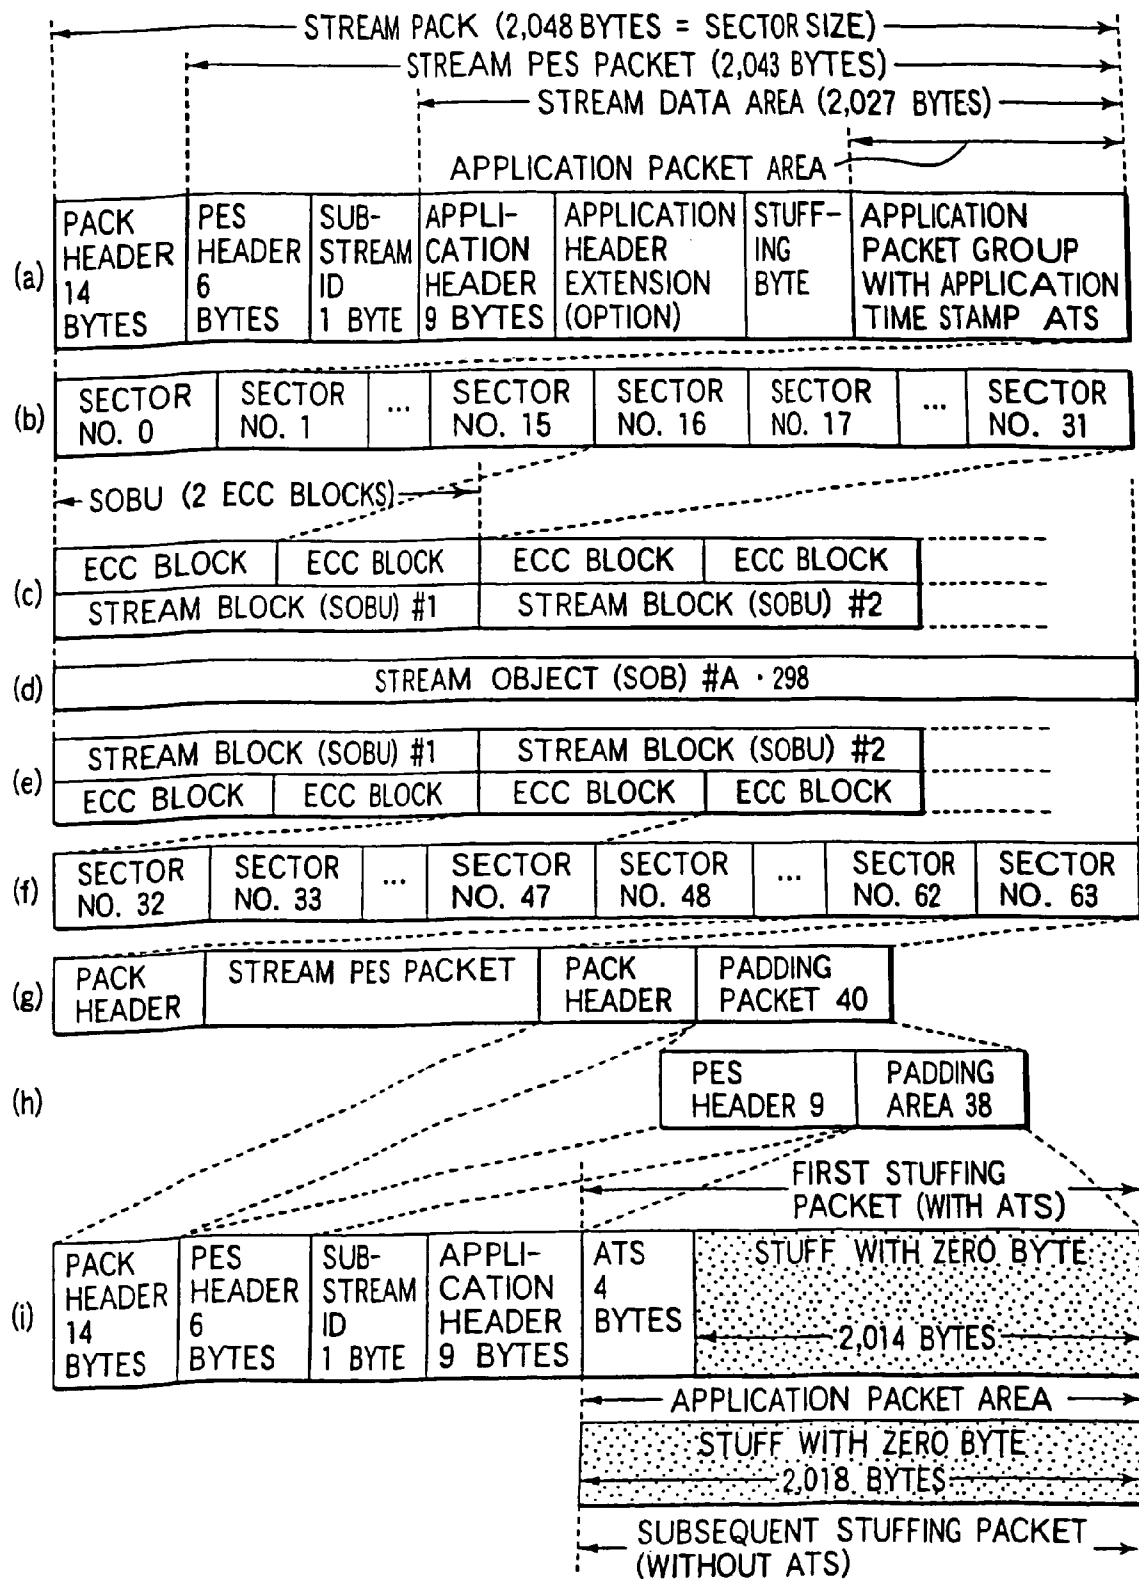 STREAM PACK (2,048 BYTES = SECTOR SIZE)
STREAM PES PACKET (2,043 BYTES)
STREAM DATA AREA (2,027 BYTES)
APPLICATION PACKET AREA
(a)
PACK
HEADER
14
BYTES
PES
HEADER
6
BYTES
SUB-
STREAM
ID
1 BYTE
APPLI-
CATION
HEADER
9 BYTES
APPLICATION
HEADER
EXTENSION
(OPTION)
STUFF-
ING
BYTE
APPLICATION
PACKET GROUP
WITH APPLICATION
TIME STAMP ATS
(b)
SECTOR
NO. 0
SECTOR
NO. 1
...
SECTOR
NO. 15
SECTOR
NO. 16
SECTOR
NO. 17
...
SECTOR
NO. 31
SOBU (2 ECC BLOCKS)
(c)
ECC BLOCK
ECC BLOCK
ECC BLOCK
ECC BLOCK
STREAM BLOCK (SOBU) #1
STREAM BLOCK (SOBU) #2
(d)
STREAM OBJECT (SOB) #A · 298
(e)
STREAM BLOCK (SOBU) #1
STREAM BLOCK (SOBU) #2
ECC BLOCK
ECC BLOCK
ECC BLOCK
ECC BLOCK
(f)
SECTOR
NO. 32
SECTOR
NO. 33
...
SECTOR
NO. 47
SECTOR
NO. 48
...
SECTOR
NO. 62
SECTOR
NO. 63
(g)
PACK
HEADER
STREAM PES PACKET
PACK
HEADER
PADDING
PACKET 40
(h)
PES
HEADER 9
PADDING
AREA 38
FIRST STUFFING
PACKET (WITH ATS)
(i)
PACK
HEADER
14
BYTES
PES
HEADER
6
BYTES
SUB-
STREAM
ID
1 BYTE
APPLI-
CATION
HEADER
9 BYTES
ATS
4
BYTES
STUFF WITH ZERO BYTE
2,014 BYTES
APPLICATION PACKET AREA
STUFF WITH ZERO BYTE
2,018 BYTES
SUBSEQUENT STUFFING PACKET
(WITHOUT ATS)